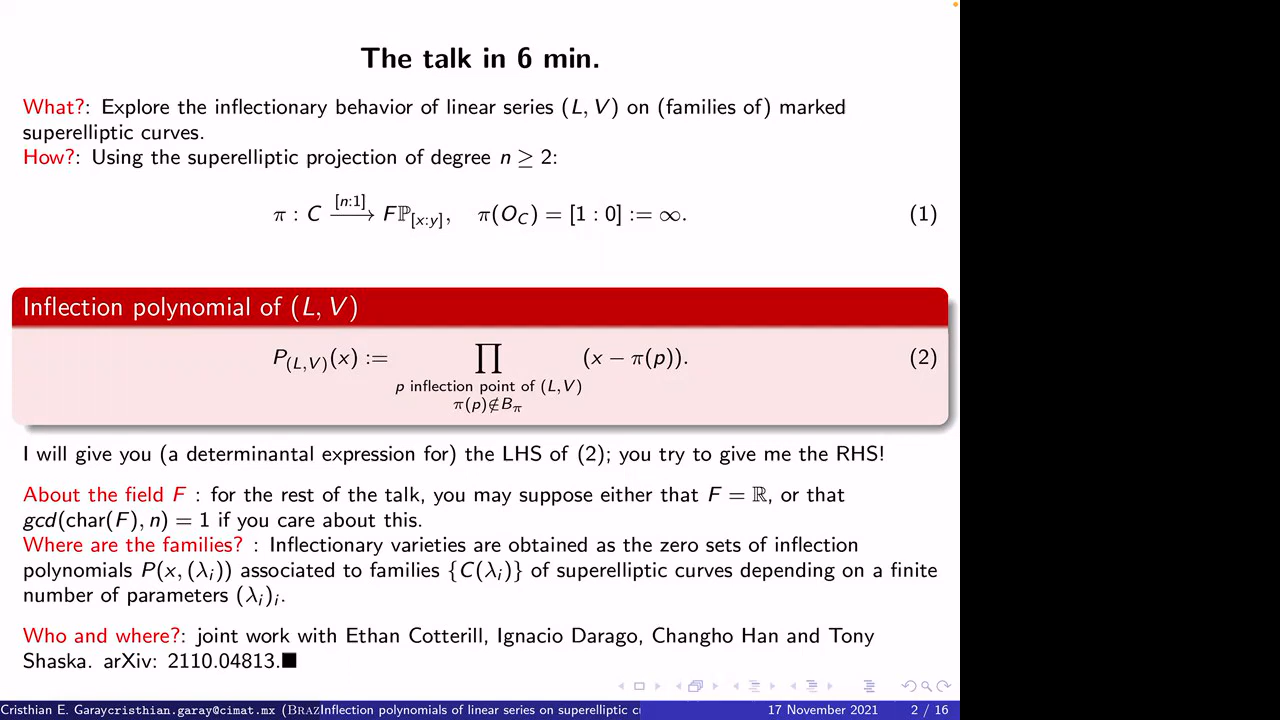 The talk in 6 min.
What?: Explore the inflectionary behavior of linear series (L, V) on (families of) marked
superelliptic curves.
How?: Using the superelliptic projection of degree n ≥ 2:
π : C [n:1]⟶ Fℙ[x:y], π(O_C) = [1 : 0] := ∞. (1)
Inflection polynomial of (L, V)
P_(L,V)(x) := ∏ (x − π(p)). (2)
p inflection point of (L,V)
π(p)∉B_π
I will give you (a determinantal expression for) the LHS of (2); you try to give me the RHS!
About the field F : for the rest of the talk, you may suppose either that F = ℝ, or that
gcd(char(F), n) = 1 if you care about this.
Where are the families? : Inflectionary varieties are obtained as the zero sets of inflection
polynomials P(x, (λ_i)) associated to families {C(λ_i)} of superelliptic curves depending on a finite
number of parameters (λ_i)_i.
Who and where?: joint work with Ethan Cotterill, Ignacio Darago, Changho Han and Tony
Shaska. arXiv: 2110.04813.■
Cristhian E. Garaycristhian.garay@cimat.mx (Braz Inflection polynomials of linear series on superelliptic c 17 November 2021 2 / 16